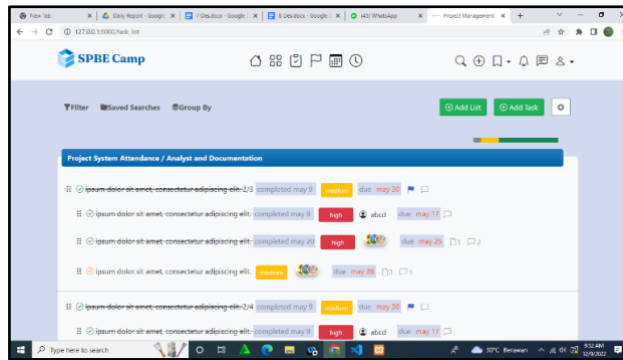 New Tab
Daily Report - Google
7 Des.docx - Google
8 Des.docx - Google
(43) WhatsApp
Project Management
127.0.0.1:8000/task_list
SPBE Camp
Filter Saved Searches Group By
Add List Add Task
Project System Attendance / Analyst and Documentation
ipsum dolor sit amet, consectetur adipiscing elit. 2/3 completed may 9 medium due may 30
ipsum dolor sit amet, consectetur adipiscing elit. completed may 9 high abcd due may 17
ipsum dolor sit amet, consectetur adipiscing elit. completed may 20 high due may 25 1 2
ipsum dolor sit amet, consectetur adipiscing elit. medium due may 28 1 1
ipsum dolor sit amet, consectetur adipiscing elit. 2/4 completed may 9 medium due may 30
ipsum dolor sit amet, consectetur adipiscing elit. completed may 9 high abcd due may 17
Type here to search
30°C Berawan
9:32 AM
12/9/2022